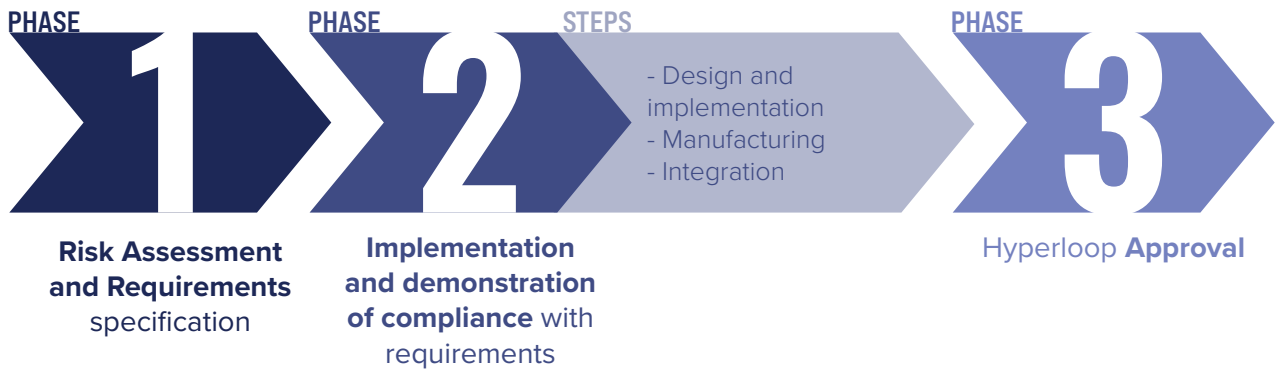 PHASE
1
Risk Assessment
and Requirements
specification
PHASE
2
Implementation
and demonstration
of compliance with
requirements
STEPS
- Design and
implementation
- Manufacturing
- Integration
PHASE
3
Hyperloop Approval